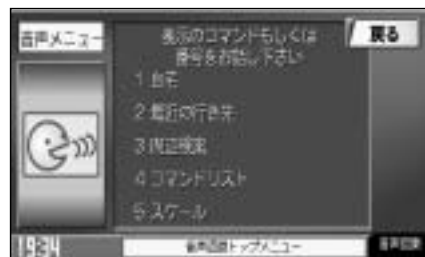 音声メニュー
表示のコマンドもしくは
番号をお話し下さい
戻る
1 自宅
2 最近の行き先
3 周辺検索
4 コマンドリスト
5 スケール
19:34
音声認識トップメニュー
音声認識